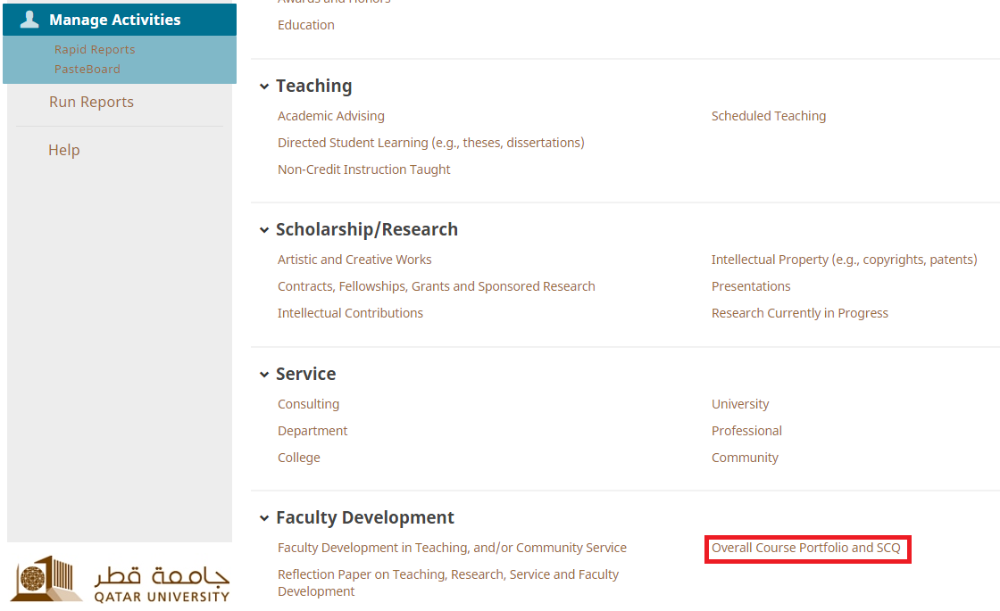 Manage Activities
Rapid Reports
PasteBoard
Run Reports
Help
جامعة قطر
QATAR UNIVERSITY
Awards and Honors
Education
Teaching
Academic Advising
Scheduled Teaching
Directed Student Learning (e.g., theses, dissertations)
Non-Credit Instruction Taught
Scholarship/Research
Artistic and Creative Works
Intellectual Property (e.g., copyrights, patents)
Contracts, Fellowships, Grants and Sponsored Research
Presentations
Intellectual Contributions
Research Currently in Progress
Service
Consulting
University
Department
Professional
College
Community
Faculty Development
Faculty Development in Teaching, and/or Community Service
Overall Course Portfolio and SCQ
Reflection Paper on Teaching, Research, Service and Faculty
Development